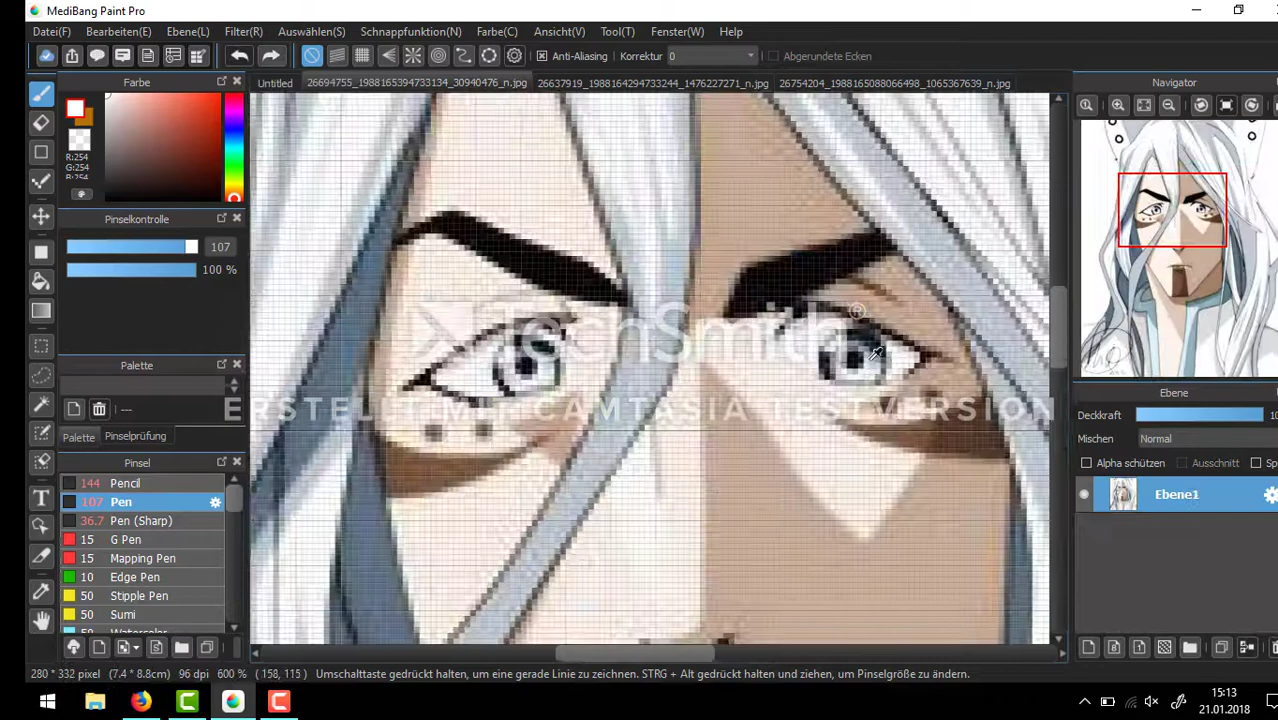 MediBang Paint Pro
Datei(F) Bearbeiten(E) Ebene(L) Filter(R) Auswählen(S) Schnappfunktion(N) Farbe(C) Ansicht(V) Tool(T) Fenster(W) Help
Anti-Aliasing Korrektur 0 Abgerundete Ecken
Farbe
Untitled 26694755_1988165394733134_30940476_n.jpg 26637919_1988164294733244_1476227271_n.jpg 26754204_1988165088066498_1065367639_n.jpg
Navigator
R:254
G:254
B:254
Pinselkontrolle
107
100 %
TechSmith®
ERSTELLT MIT CAMTASIA TESTVERSION
Palette
---
Palette Pinselprüfung
Pinsel
144 Pencil
107 Pen
36.7 Pen (Sharp)
15 G Pen
15 Mapping Pen
10 Edge Pen
50 Stipple Pen
50 Sumi
50 Watercolor
Ebene
Deckkraft 10
Mischen Normal
Alpha schützen Ausschnitt Sp
Ebene1
280 * 332 pixel (7.4 * 8.8cm) 96 dpi 600 % ( 158, 115 ) Umschalttaste gedrückt halten, um eine gerade Linie zu zeichnen. STRG + Alt gedrückt halten und ziehen, um Pinselgröße zu ändern.
15:13
21.01.2018